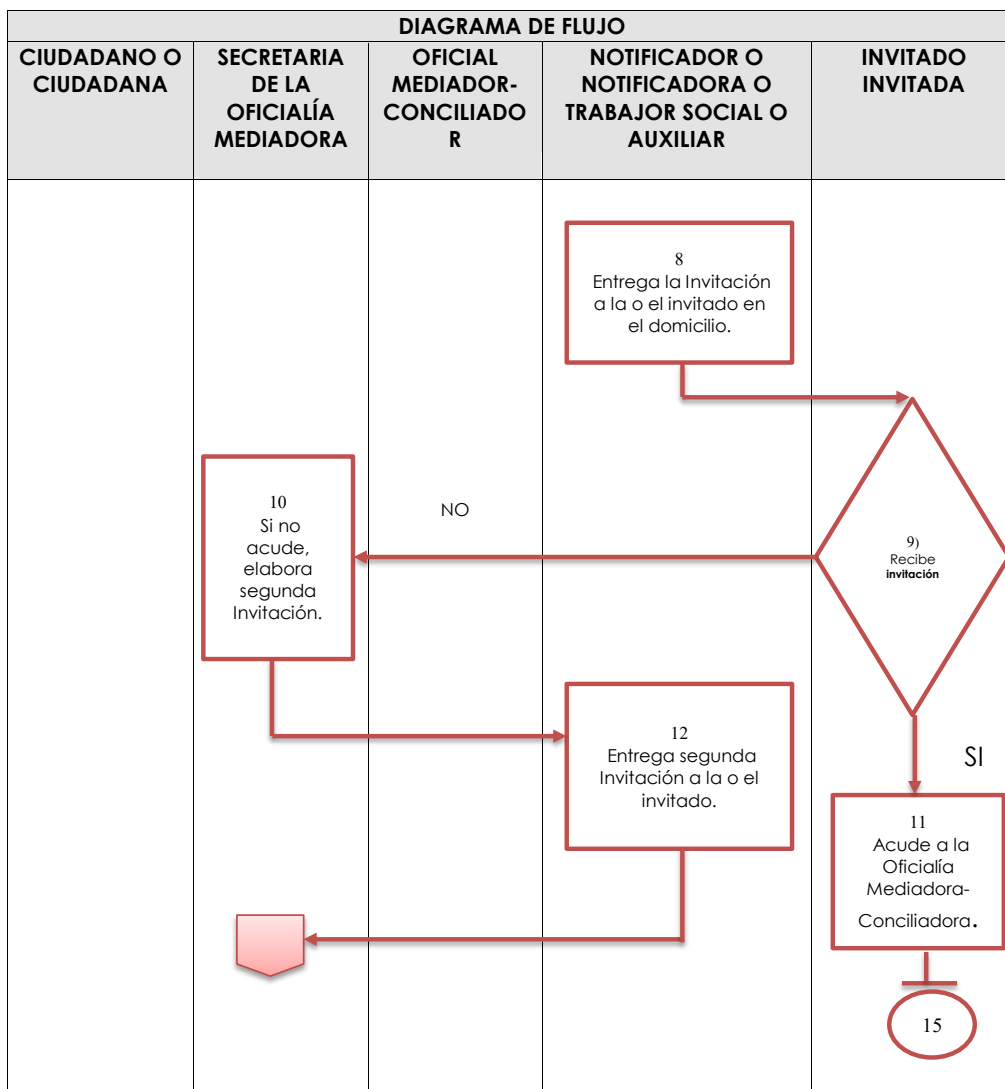 DIAGRAMA DE FLUJO
CIUDADANO O
CIUDADANA
SECRETARIA
DE LA
OFICIALÍA
MEDIADORA
OFICIAL
MEDIADOR-
CONCILIADO
R
NOTIFICADOR O
NOTIFICADORA O
TRABAJOR SOCIAL O
AUXILIAR
INVITADO
INVITADA
8
Entrega la Invitación
a la o el invitado en
el domicilio.
9)
Recibe
invitación
NO
10
Si no
acude,
elabora
segunda
Invitación.
12
Entrega segunda
Invitación a la o el
invitado.
SI
11
Acude a la
Oficialía
Mediadora-
Conciliadora.
15